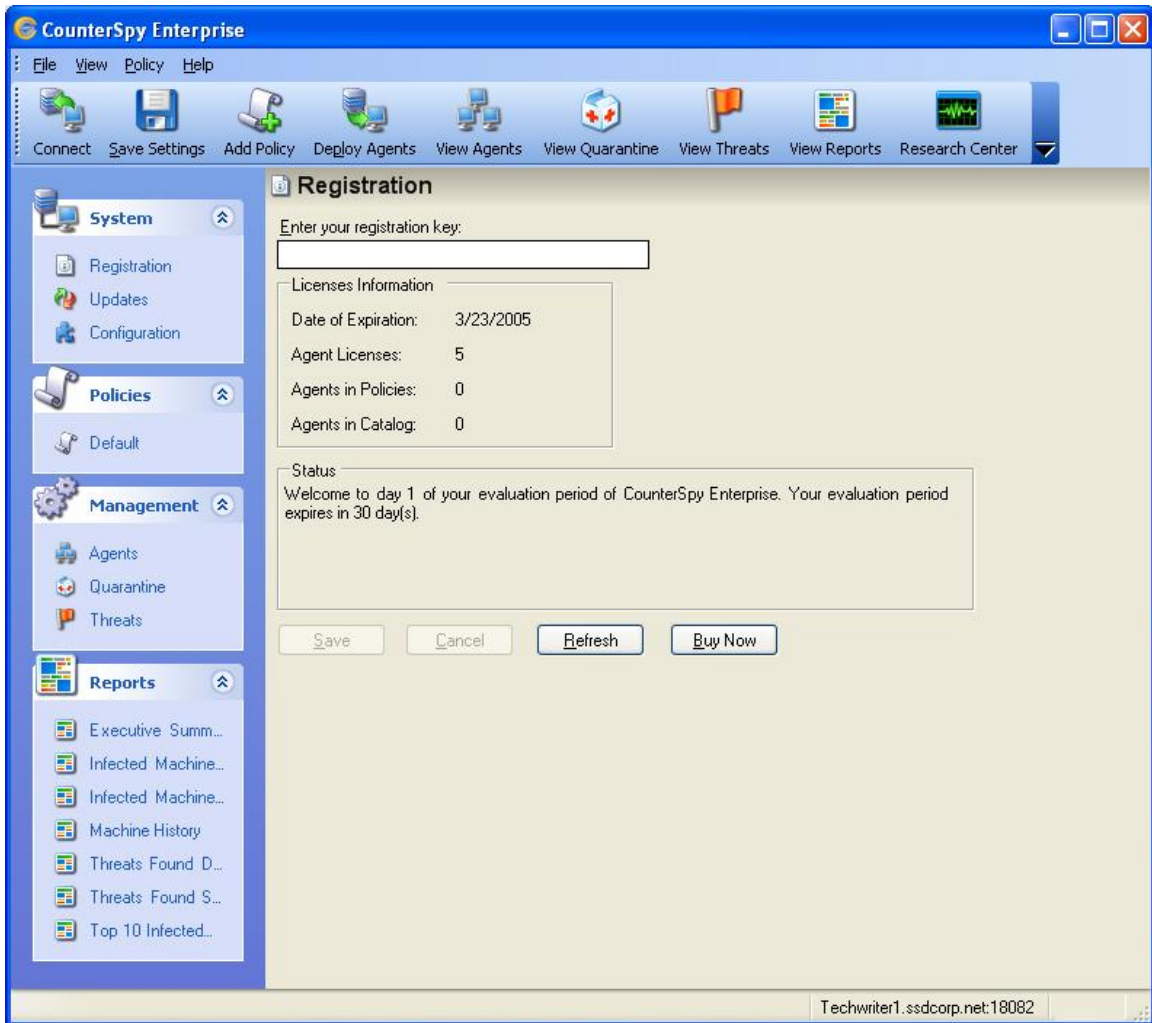 CounterSpy Enterprise
File View Policy Help
Connect Save Settings Add Policy Deploy Agents View Agents View Quarantine View Threats View Reports Research Center
System
Registration
Updates
Configuration
Policies
Default
Management
Agents
Quarantine
Threats
Reports
Executive Summ...
Infected Machine...
Infected Machine...
Machine History
Threats Found D...
Threats Found S...
Top 10 Infected...
Registration
Enter your registration key:
Licenses Information
Date of Expiration: 3/23/2005
Agent Licenses: 5
Agents in Policies: 0
Agents in Catalog: 0
Status
Welcome to day 1 of your evaluation period of CounterSpy Enterprise. Your evaluation period
expires in 30 day(s).
Save Cancel Refresh Buy Now
Techwriter1.ssdcorp.net:18082